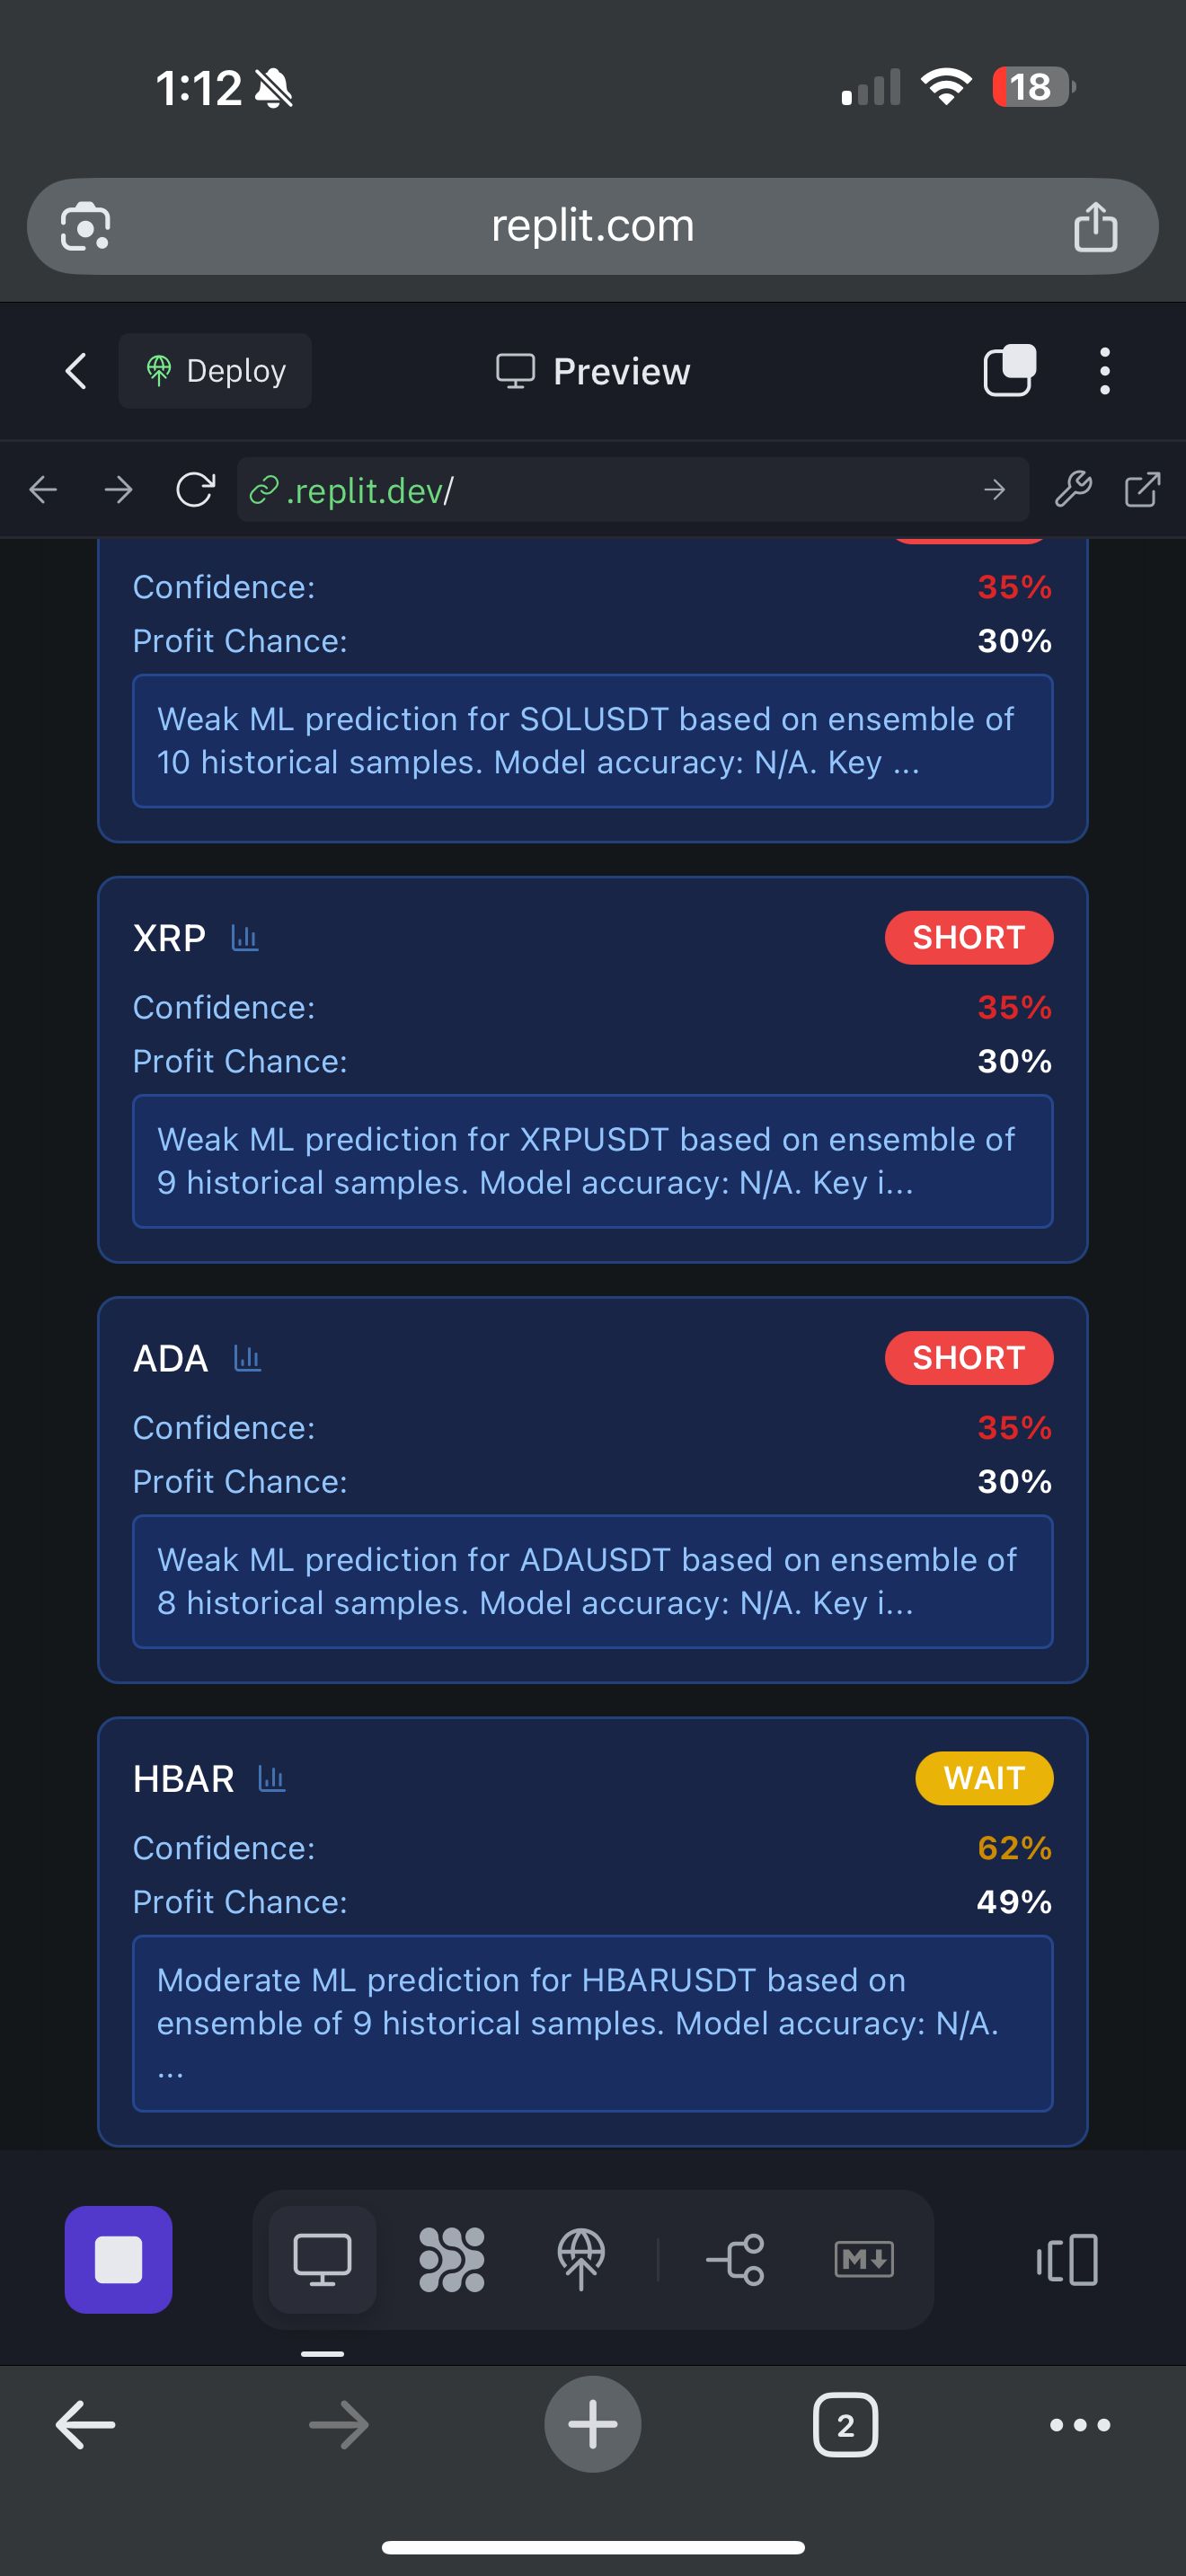 1:12
18
replit.com
Deploy
Preview
.replit.dev/
Confidence:
35%
Profit Chance:
30%
Weak ML prediction for SOLUSDT based on ensemble of
10 historical samples. Model accuracy: N/A. Key ...
XRP
SHORT
Confidence:
35%
Profit Chance:
30%
Weak ML prediction for XRPUSDT based on ensemble of
9 historical samples. Model accuracy: N/A. Key i...
ADA
SHORT
Confidence:
35%
Profit Chance:
30%
Weak ML prediction for ADAUSDT based on ensemble of
8 historical samples. Model accuracy: N/A. Key i...
HBAR
WAIT
Confidence:
62%
Profit Chance:
49%
Moderate ML prediction for HBARUSDT based on
ensemble of 9 historical samples. Model accuracy: N/A.
...
M
2